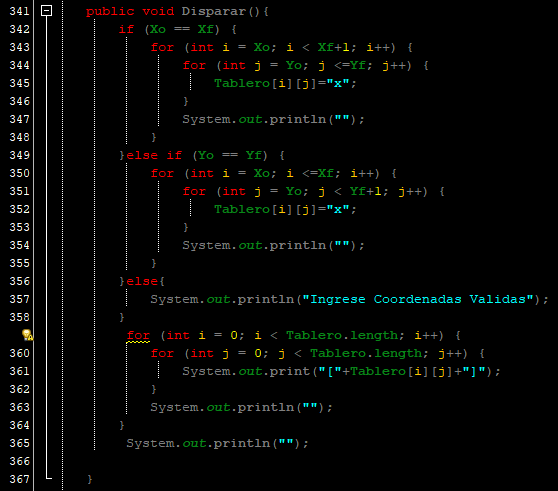 341 public void Disparar(){
342 if (Xo == Xf) {
343 for (int i = Xo; i < Xf+1; i++) {
344 for (int j = Yo; j <=Yf; j++) {
345 Tablero[i][j]="x";
346 }
347 System.out.println("");
348 }
349 }else if (Yo == Yf) {
350 for (int i = Xo; i <=Xf; i++) {
351 for (int j = Yo; j < Yf+1; j++) {
352 Tablero[i][j]="x";
353 }
354 System.out.println("");
355 }
356 }else{
357 System.out.println("Ingrese Coordenadas Validas");
358 }
for (int i = 0; i < Tablero.length; i++) {
360 for (int j = 0; j < Tablero.length; j++) {
361 System.out.print("["+Tablero[i][j]+"]");
362 }
363 System.out.println("");
364 }
365 System.out.println("");
366
367 }